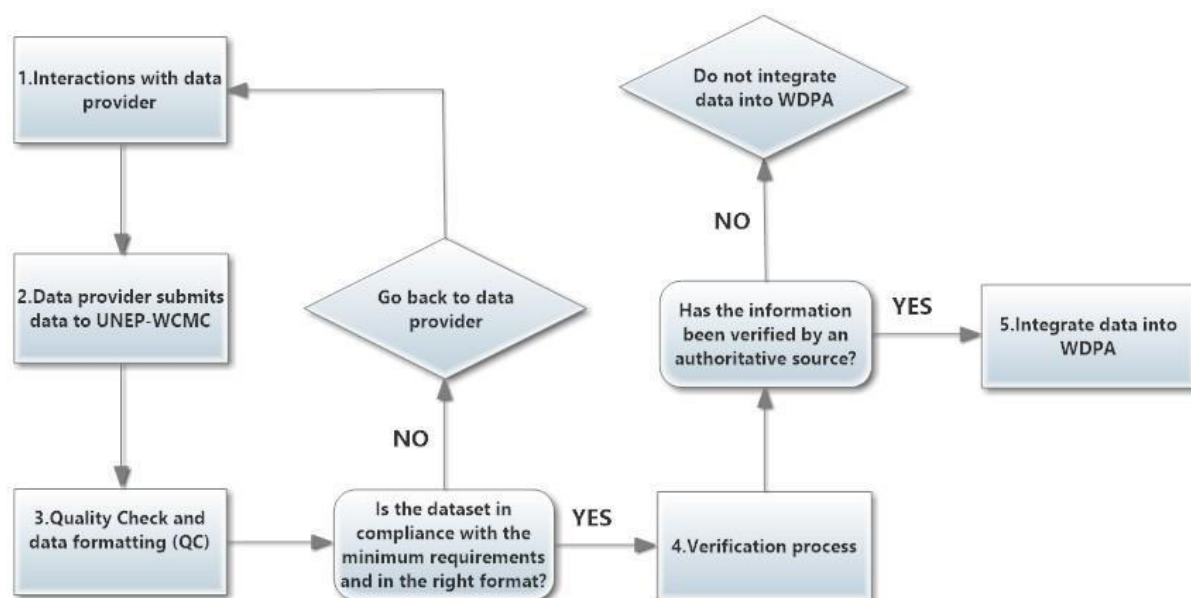 1.Interactions with data
provider
2.Data provider submits
data to UNEP-WCMC
3.Quality Check and
data formatting (QC)
Is the dataset in
compliance with the
minimum requirements
and in the right format?
NO
Go back to data
provider
YES
4.Verification process
Has the information
been verified by an
authoritative source?
NO
Do not integrate
data into WDPA
YES
5.Integrate data into
WDPA